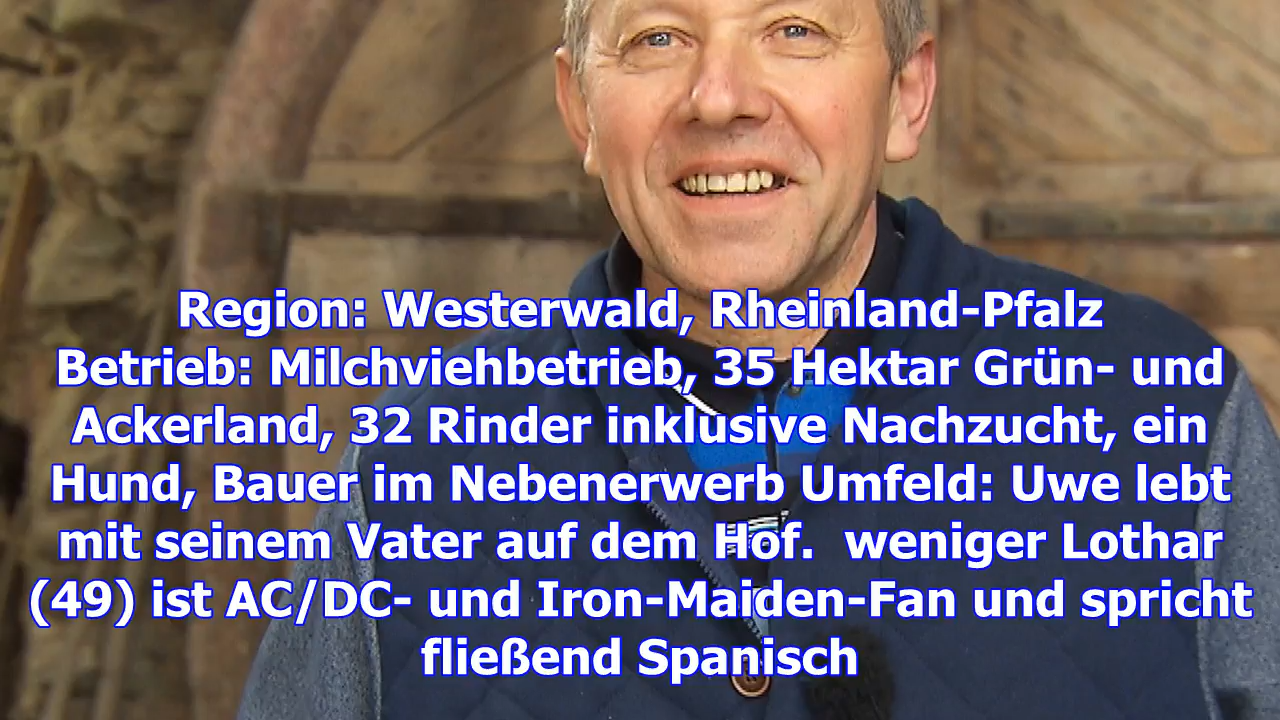 Region: Westerwald, Rheinland-Pfalz
Betrieb: Milchviehbetrieb, 35 Hektar Grün- und
Ackerland, 32 Rinder inklusive Nachzucht, ein
Hund, Bauer im Nebenerwerb Umfeld: Uwe lebt
mit seinem Vater auf dem Hof.  weniger Lothar
(49) ist AC/DC- und Iron-Maiden-Fan und spricht
fließend Spanisch